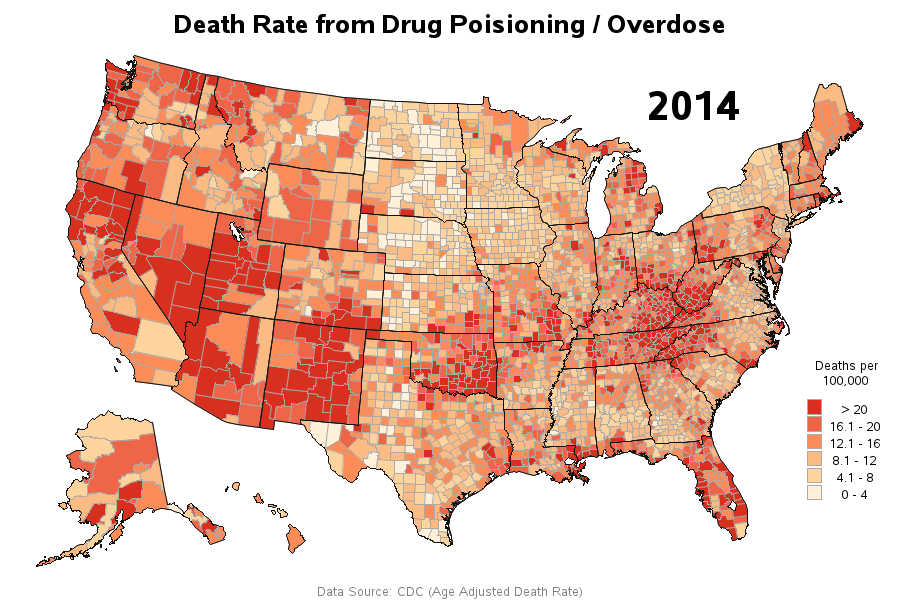 Death Rate from Drug Poisioning / Overdose
2014
Deaths per
100,000
> 20
16.1 - 20
12.1 - 16
8.1 - 12
4.1 - 8
0 - 4
Data Source: CDC (Age Adjusted Death Rate)